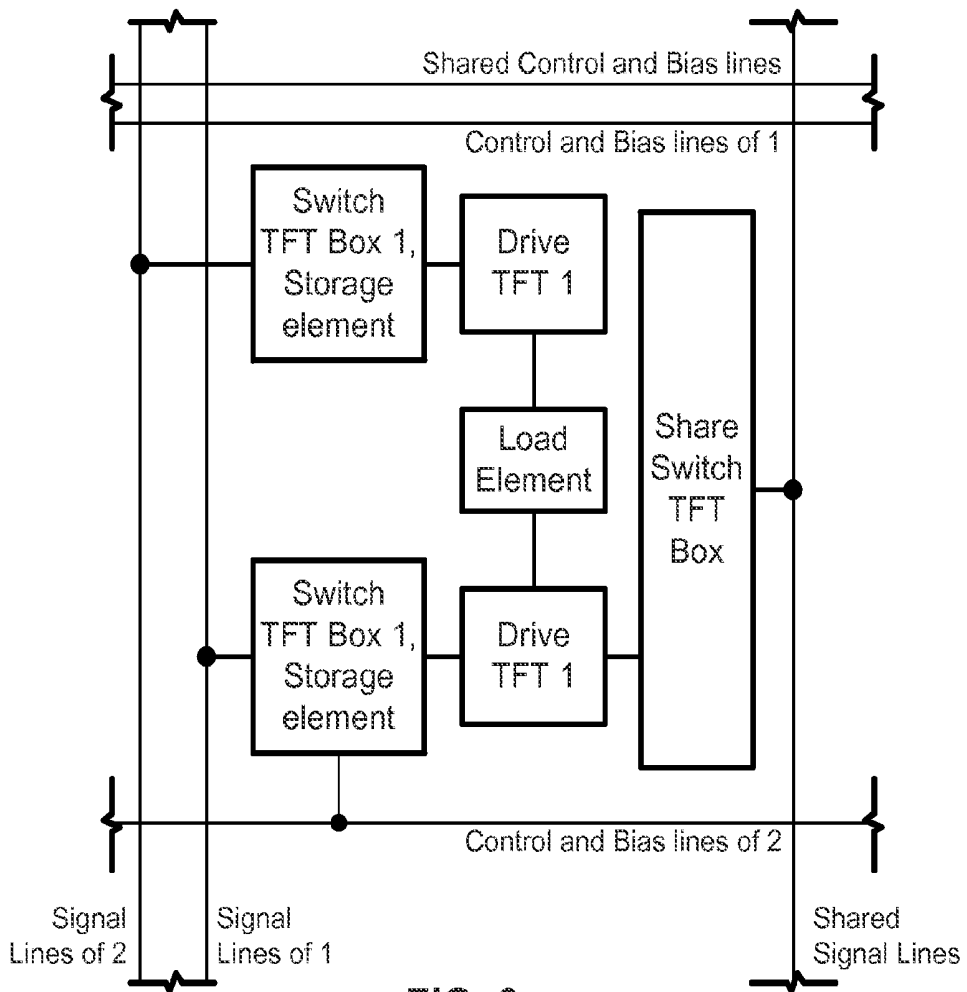 Shared Control and Bias lines
Control and Bias lines of 1
Switch
TFT Box 1,
Storage
element
Drive
TFT 1
Load
Element
Share
Switch
TFT
Box
Switch
TFT Box 1,
Storage
element
Drive
TFT 1
Control and Bias lines of 2
Signal
Lines of 2
Signal
Lines of 1
Shared
Signal Lines